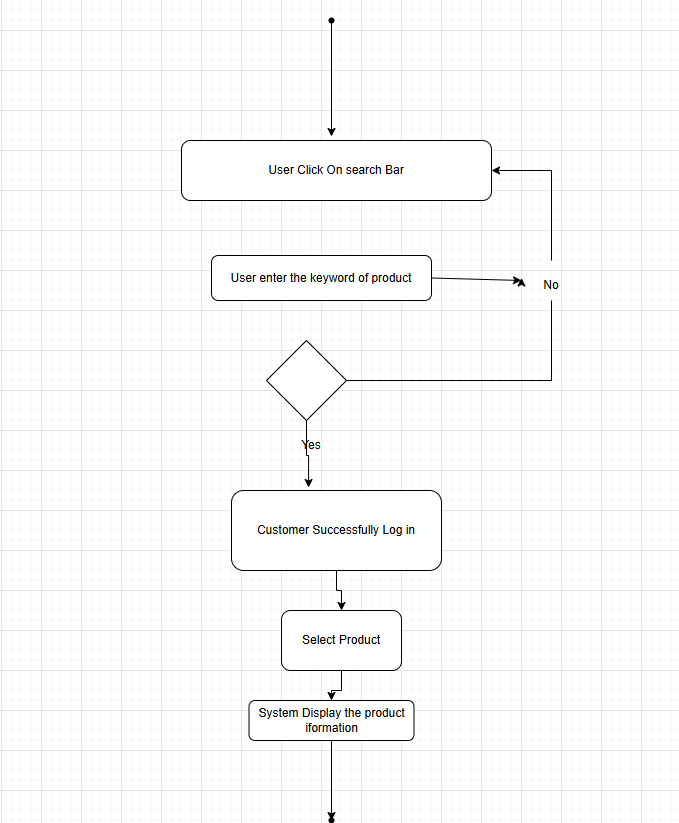 User Click On search Bar
User enter the keyword of product
No
Yes
Customer Successfully Log in
Select Product
System Display the product
iformation